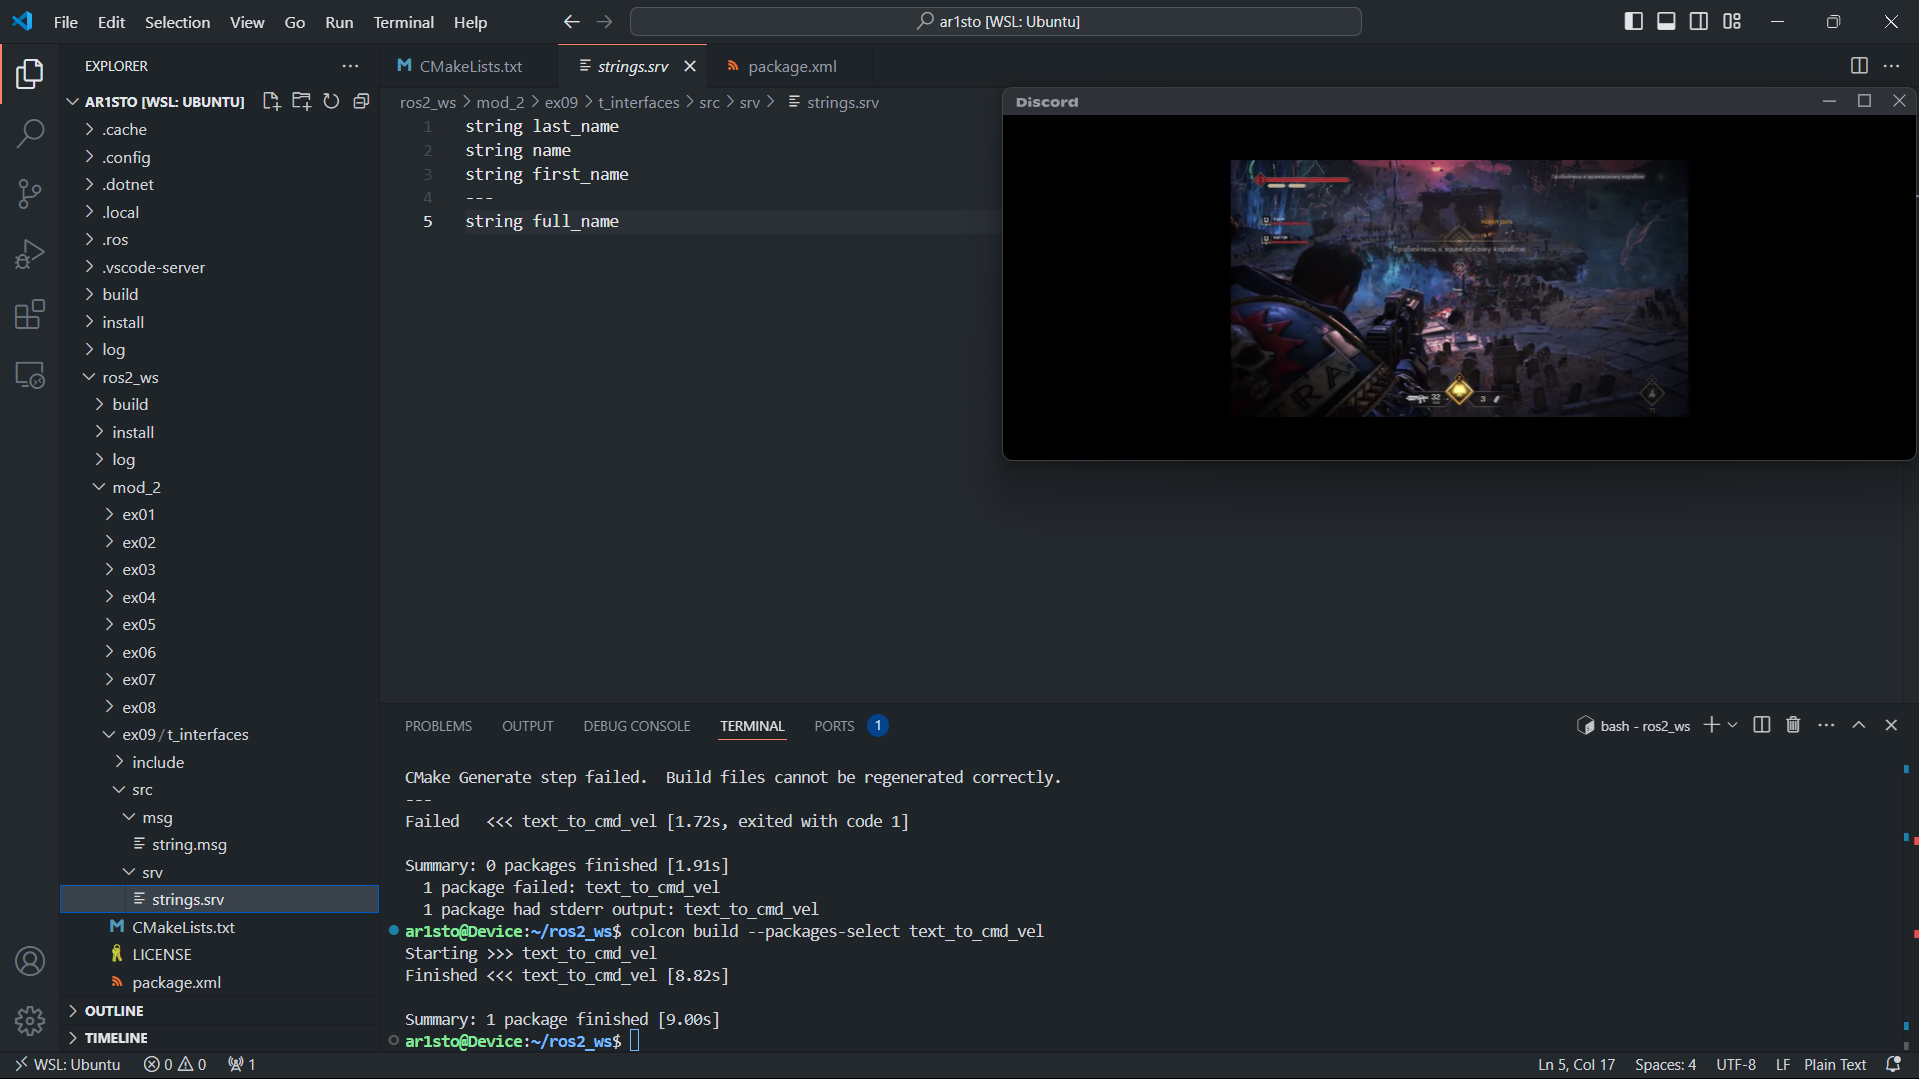 File Edit Selection View Go Run Terminal Help
ar1sto [WSL: Ubuntu]
EXPLORER
AR1STO [WSL: UBUNTU]
.cache
.config
.dotnet
.local
.ros
.vscode-server
build
install
log
ros2_ws
build
install
log
mod_2
ex01
ex02
ex03
ex04
ex05
ex06
ex07
ex08
ex09 / t_interfaces
include
src
msg
string.msg
srv
strings.srv
CMakeLists.txt
LICENSE
package.xml
OUTLINE
TIMELINE
CMakeLists.txt
strings.srv
package.xml
ros2_ws > mod_2 > ex09 > t_interfaces > src > srv > strings.srv
1 string last_name
2 string name
3 string first_name
4 ---
5 string full_name
Discord
Пробейтесь к вражескому кораблю
Пробейтесь к вражескому кораблю
32
3
PROBLEMS OUTPUT DEBUG CONSOLE TERMINAL PORTS 1
bash - ros2_ws
CMake Generate step failed.  Build files cannot be regenerated correctly.
---
Failed   <<< text_to_cmd_vel [1.72s, exited with code 1]
Summary: 0 packages finished [1.91s]
1 package failed: text_to_cmd_vel
1 package had stderr output: text_to_cmd_vel
ar1sto@Device:~/ros2_ws$ colcon build --packages-select text_to_cmd_vel
Starting >>> text_to_cmd_vel
Finished <<< text_to_cmd_vel [8.82s]
Summary: 1 package finished [9.00s]
ar1sto@Device:~/ros2_ws$
WSL: Ubuntu 0 0 1
Ln 5, Col 17 Spaces: 4 UTF-8 LF Plain Text